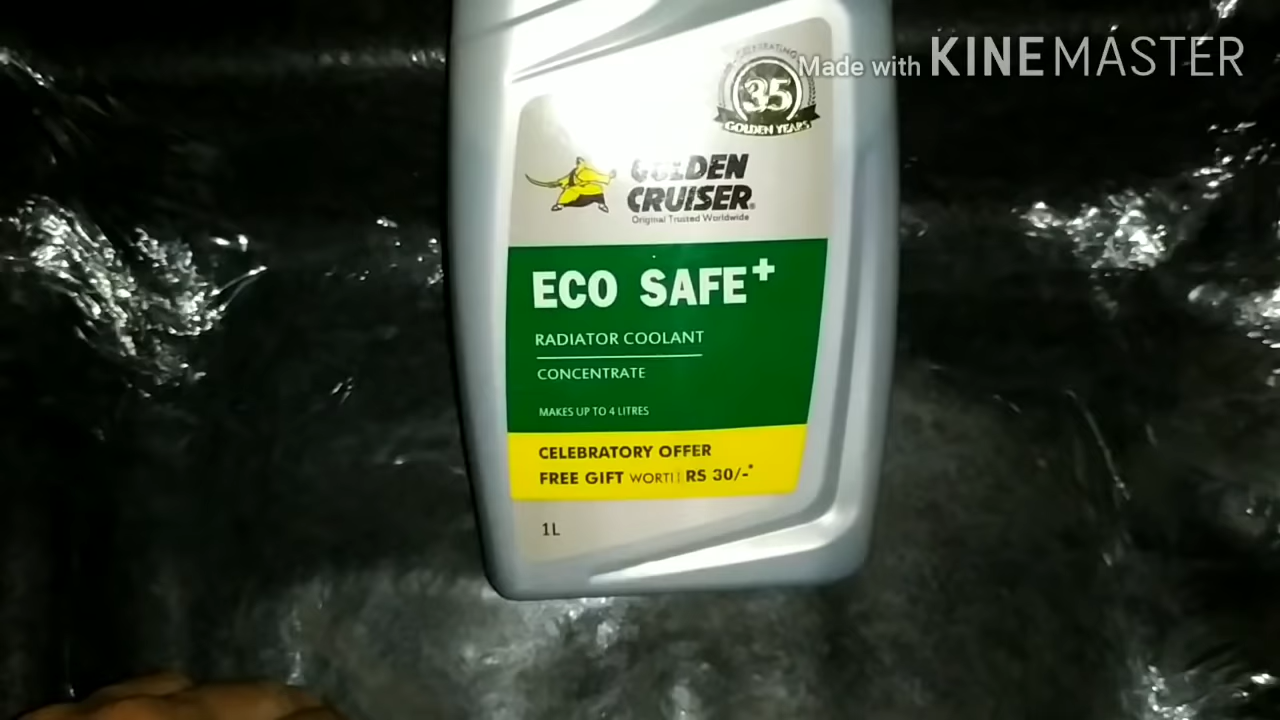 Made with KINEMASTER
CELEBRATING
35
GOLDEN YEARS
GOLDEN
CRUISER
Original Trusted Worldwide
ECO SAFE+
RADIATOR COOLANT
CONCENTRATE
MAKES UP TO 4 LITRES
CELEBRATORY OFFER
FREE GIFT WORTH RS 30/-*
1L